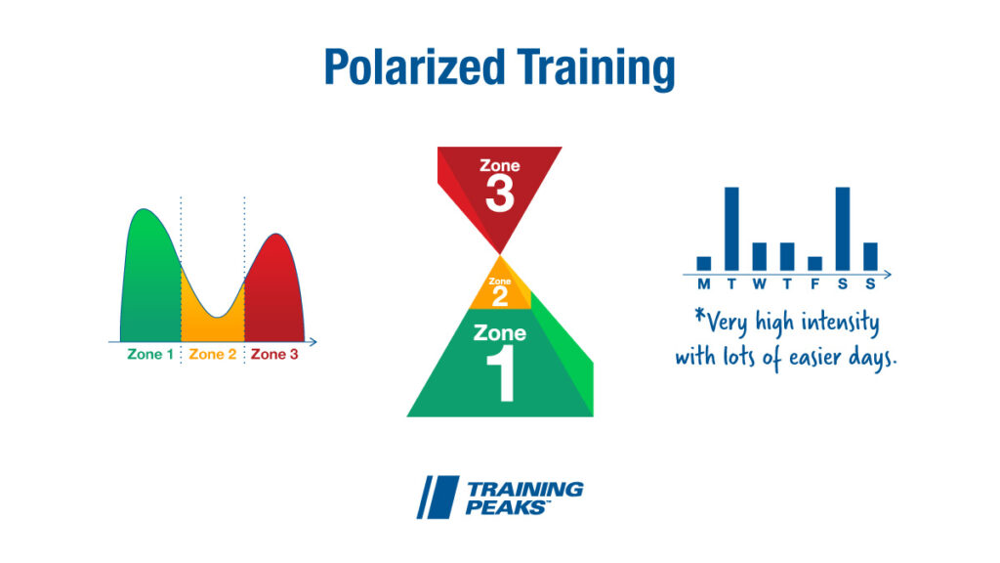 Polarized Training
Zone 1 Zone 2 Zone 3
Zone
3
Zone
2
Zone
1
M T W T F S S
*Very high intensity
with lots of easier days.
TRAINING
PEAKS™